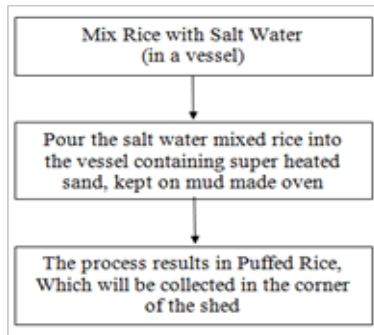 Mix Rice with Salt Water
(in a vessel)
Pour the salt water mixed rice into
the vessel containing super heated
sand, kept on mud made oven
The process results in Puffed Rice,
Which will be collected in the corner
of the shed